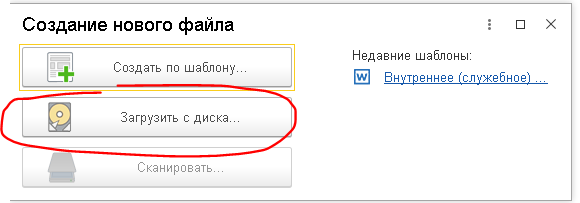 Создание нового файла
Создать по шаблону...
Загрузить с диска...
Сканировать...
Недавние шаблоны:
Внутреннее (служебное) ...